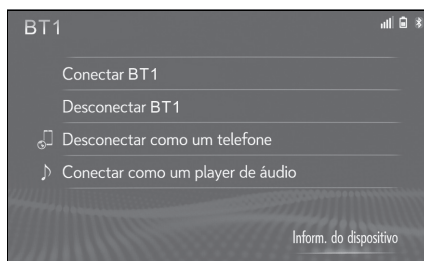 BT1
Conectar BT1
Desconectar BT1
Desconectar como um telefone
Conectar como um player de áudio
Inform. do dispositivo